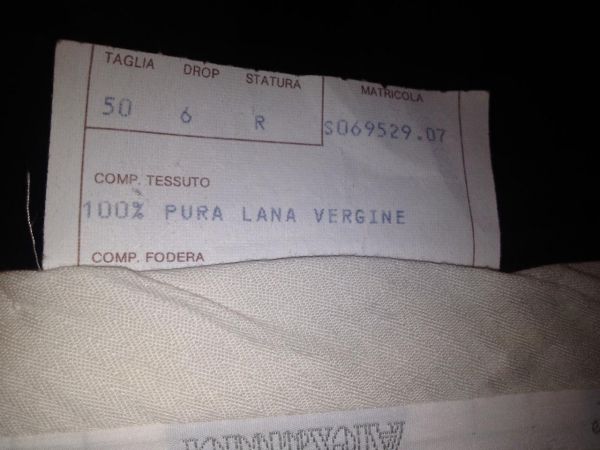 TAGLIA DROP STATURA MATRICOLA
50 6 R S069529.07
COMP. TESSUTO
100% PURA LANA VERGINE
COMP. FODERA